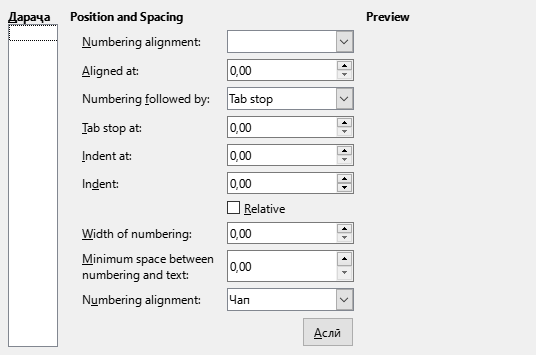 Дараҷа Position and Spacing Preview
Numbering alignment:
Aligned at: 0,00
Numbering followed by: Tab stop
Tab stop at: 0,00
Indent at: 0,00
Indent: 0,00
Relative
Width of numbering: 0,00
Minimum space between
numbering and text: 0,00
Numbering alignment: Чап
Аслӣ